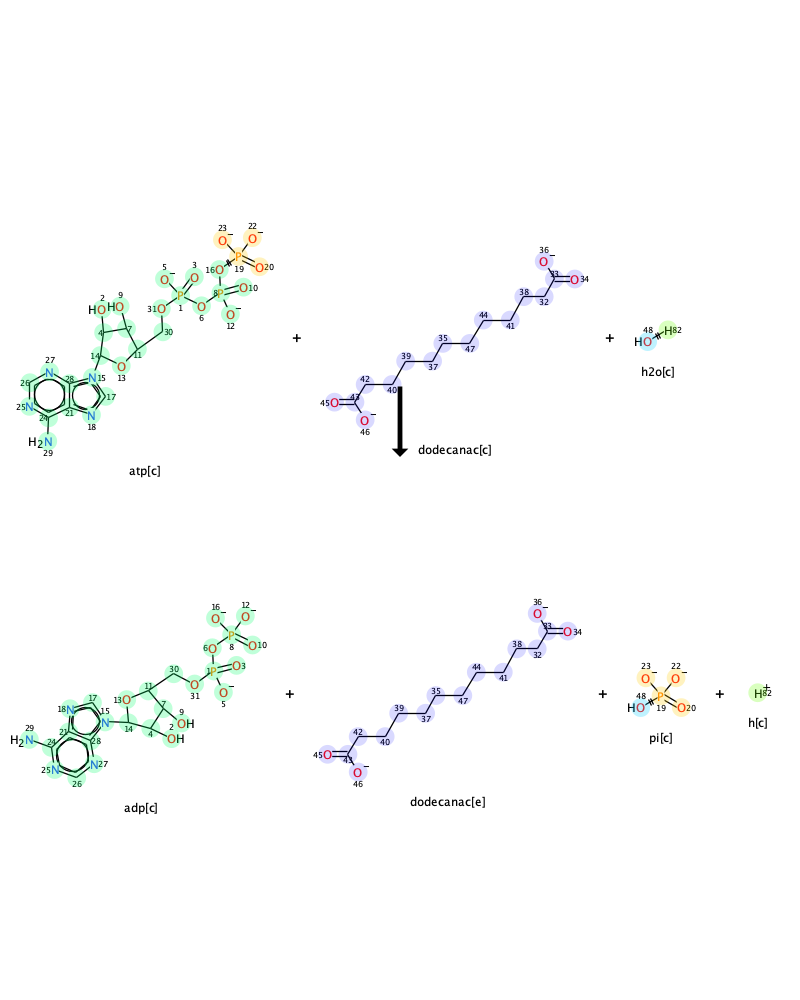 23 O− 22 O−
5 O− 3 O 16 O P 19 O 20
2 HO 9 HO 31 O P 1 O 6 8 P O 10 O− 12
4 7 30
14 O 13 11
27 N 28 N 15
26 17
25 N 24 21 N 18
H2N 29
atp[c]
+
36 O−
33 O 34
38 32
44 41
35 47
39 37
42 40
45 O 43
O− 46
dodecanac[c]
+
48 HO H 82
h2o[c]
16 O− 12 O−
6 O P 8 O 10
30 1 P O 3
11 O 31 O− 5
13 O 7 9 OH
17 14 4 2 OH
18 N 15 N
29 H2N 24 21 28
25 N N 27
26
adp[c]
+
36 O−
33 O 34
38 32
44 41
35 47
39 37
42 40
45 O 43
O− 46
dodecanac[e]
+
23 O− 22 O−
48 HO P 19 O 20
pi[c]
+
H+ 82
h[c]